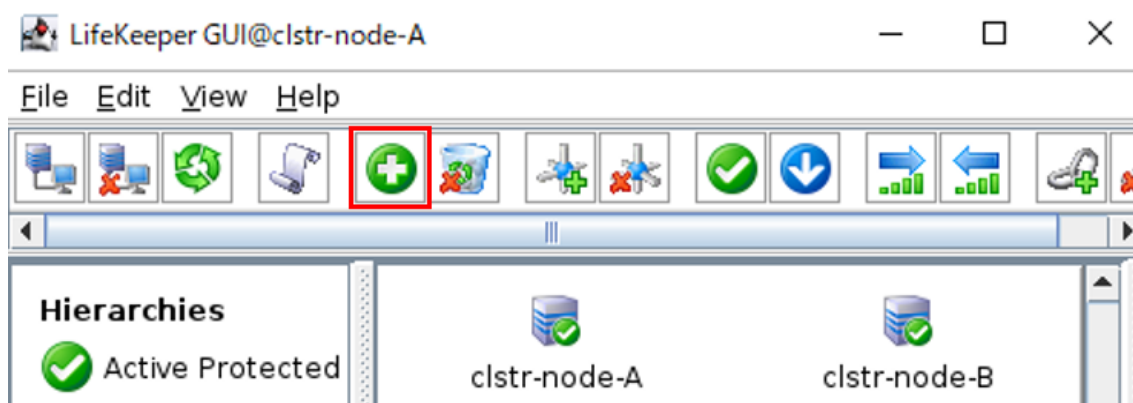 LifeKeeper GUI@clstr-node-A
File Edit View Help
Hierarchies
Active Protected
clstr-node-A
clstr-node-B